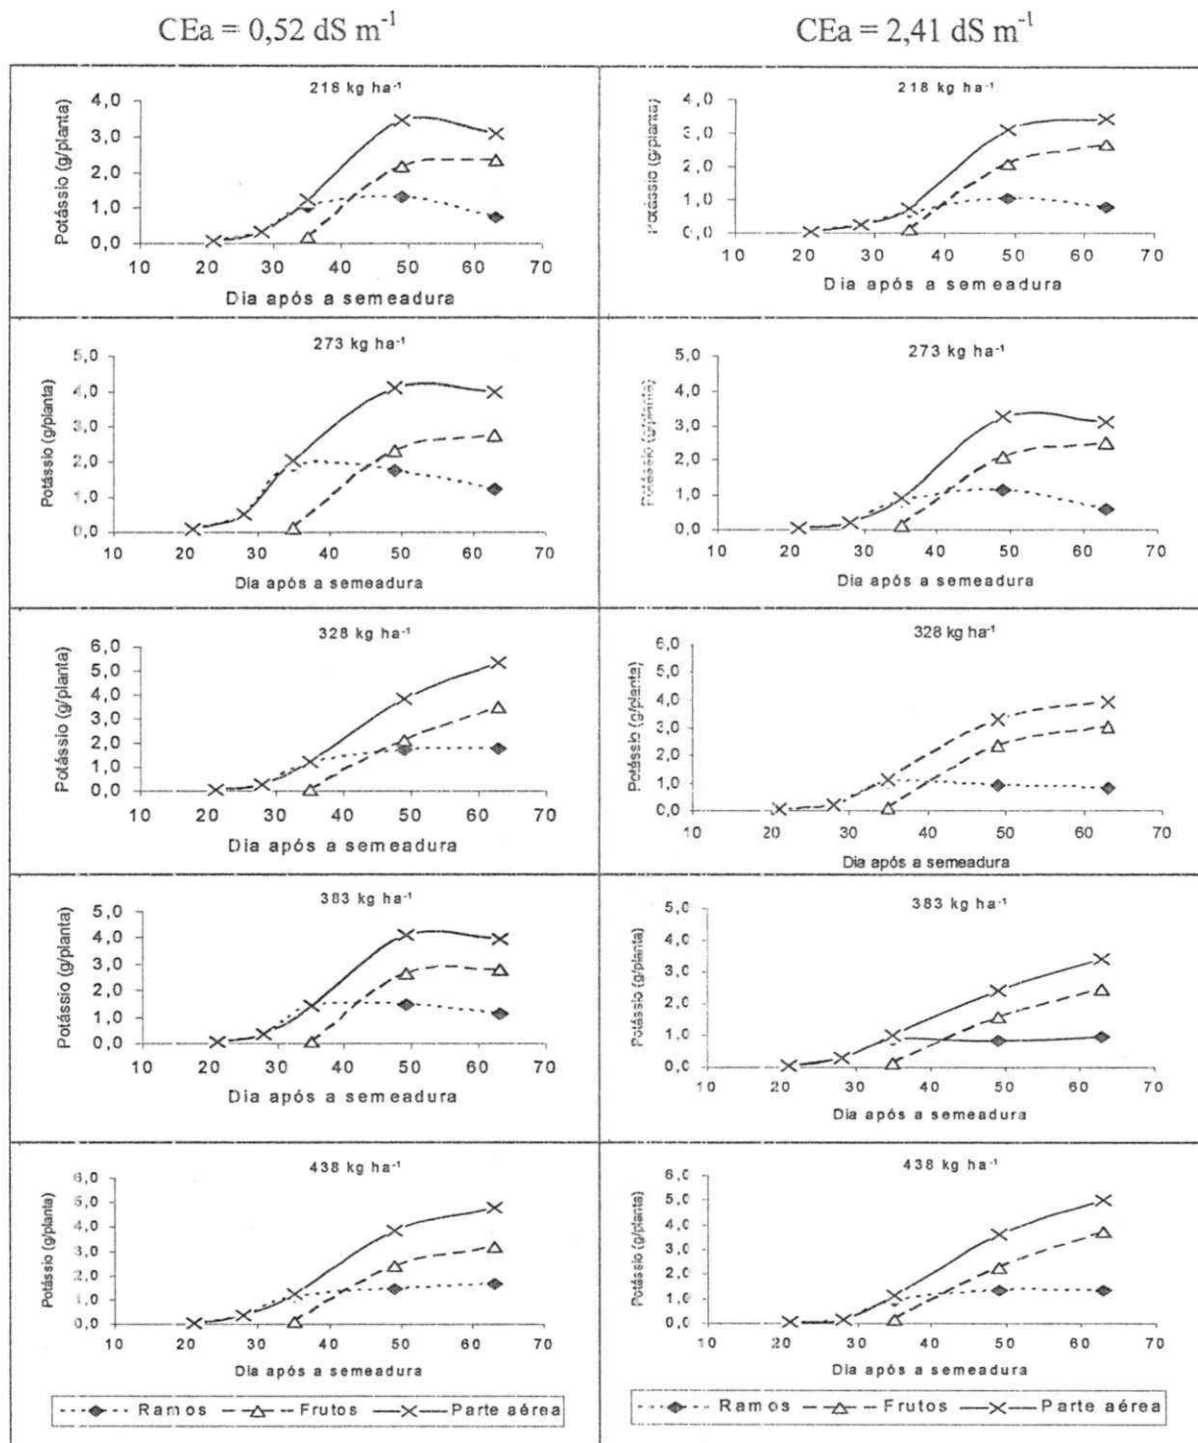 CEa = 0,52 dS m⁻¹
CEa = 2,41 dS m⁻¹
218 kg ha⁻¹
Potássio (g/planta)
4,0
3,0
2,0
1,0
0,0
10 20 30 40 50 60 70
Dia após a semeadura
218 kg ha⁻¹
Potássio (g/planta)
4,0
3,0
2,0
1,0
0,0
10 20 30 40 50 60 70
Dia após a semeadura
273 kg ha⁻¹
Potássio (g/planta)
5,0
4,0
3,0
2,0
1,0
0,0
10 20 30 40 50 60 70
Dia após a semeadura
273 kg ha⁻¹
Potássio (g/planta)
5,0
4,0
3,0
2,0
1,0
0,0
10 20 30 40 50 60 70
Dia após a semeadura
328 kg ha⁻¹
Potássio (g/planta)
6,0
5,0
4,0
3,0
2,0
1,0
0,0
10 20 30 40 50 60 70
Dia após a semeadura
328 kg ha⁻¹
Potássio (g/planta)
6,0
5,0
4,0
3,0
2,0
1,0
0,0
10 20 30 40 50 60 70
Dia após a semeadura
383 kg ha⁻¹
Potássio (g/planta)
5,0
4,0
3,0
2,0
1,0
0,0
10 20 30 40 50 60 70
Dia após a semeadura
383 kg ha⁻¹
Potássio (g/planta)
5,0
4,0
3,0
2,0
1,0
0,0
10 20 30 40 50 60 70
Dia após a semeadura
438 kg ha⁻¹
Potássio (g/planta)
6,0
5,0
4,0
3,0
2,0
1,0
0,0
10 20 30 40 50 60 70
Dia após a semeadura
438 kg ha⁻¹
Potássio (g/planta)
6,0
5,0
4,0
3,0
2,0
1,0
0,0
10 20 30 40 50 60 70
Dia após a semeadura
Ramos Frutos Parte aérea
Ramos Frutos Parte aérea